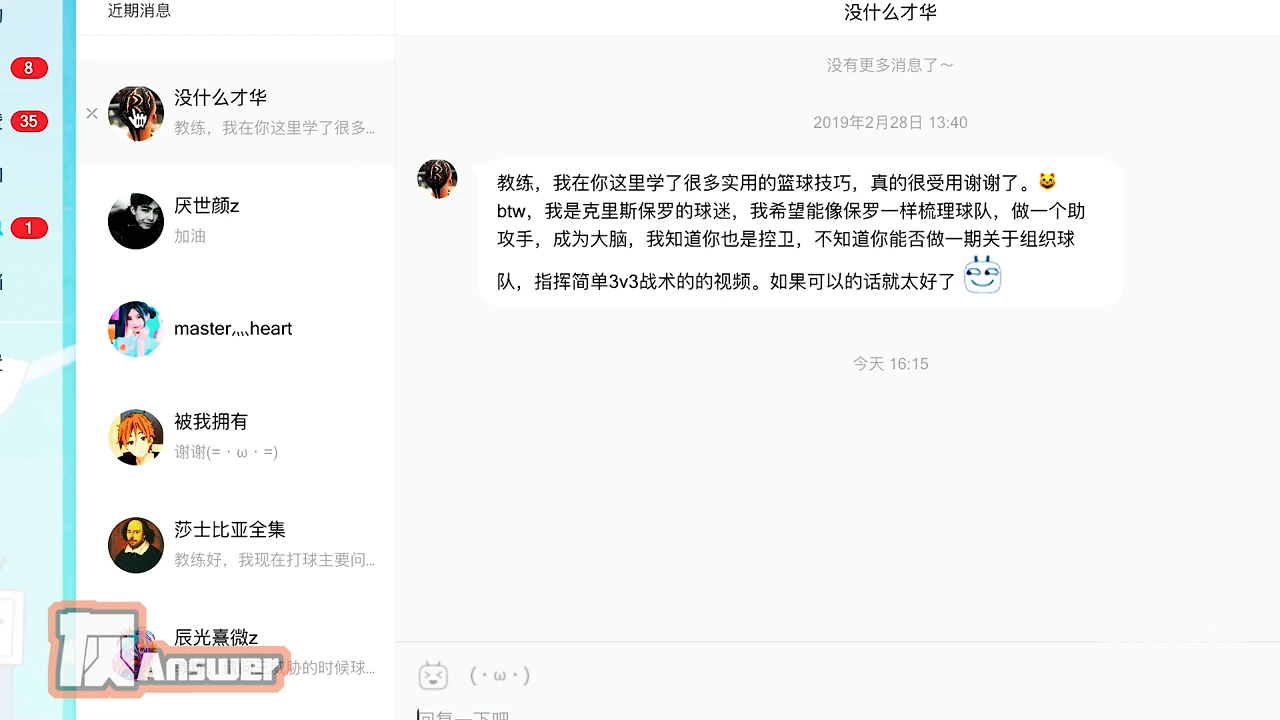 近期消息
没什么才华
8
没什么才华
教练，我在你这里学了很多...
35
厌世颜z
加油
1
master灬heart
被我拥有
谢谢(=・ω・=)
莎士比亚全集
教练好，我现在打球主要问...
辰光熹微z
胁的时候球...
Answer
没有更多消息了～
2019年2月28日 13:40
教练，我在你这里学了很多实用的篮球技巧，真的很受用谢谢了。
btw，我是克里斯保罗的球迷，我希望能像保罗一样梳理球队，做一个助
攻手，成为大脑，我知道你也是控卫，不知道你能否做一期关于组织球
队，指挥简单3v3战术的的视频。如果可以的话就太好了
今天 16:15
(・ω・)
回复一下吧